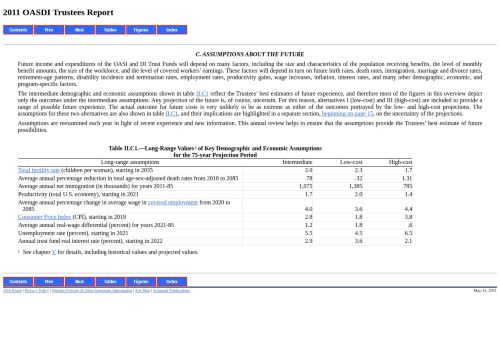 2011 OASDI Trustees Report
Contents Prev Next Tables Figures Index
C. ASSUMPTIONS ABOUT THE FUTURE
Future income and expenditures of the OASI and DI Trust Funds will depend on many factors, including the size and characteristics of the population receiving benefits, the level of monthly
benefit amounts, the size of the workforce, and the level of covered workers' earnings. These factors will depend in turn on future birth rates, death rates, immigration, marriage and divorce rates,
retirement-age patterns, disability incidence and termination rates, employment rates, productivity gains, wage increases, inflation, interest rates, and many other demographic, economic, and
program-specific factors.
The intermediate demographic and economic assumptions shown in table II.C1 reflect the Trustees' best estimates of future experience, and therefore most of the figures in this overview depict
only the outcomes under the intermediate assumptions. Any projection of the future is, of course, uncertain. For this reason, alternatives I (low-cost) and III (high-cost) are included to provide a
range of possible future experience. The actual outcome for future costs is very unlikely to be as extreme as either of the outcomes portrayed by the low- and high-cost projections. The
assumptions for these two alternatives are also shown in table II.C1, and their implications are highlighted in a separate section, beginning on page 15, on the uncertainty of the projections.
Assumptions are reexamined each year in light of recent experience and new information. This annual review helps to ensure that the assumptions provide the Trustees' best estimate of future
possibilities.
Table II.C1.—Long-Range Values¹ of Key Demographic and Economic Assumptions
for the 75-year Projection Period
Long-range assumptions Intermediate Low-cost High-cost
Total fertility rate (children per woman), starting in 2035 2.0 2.3 1.7
Average annual percentage reduction in total age-sex-adjusted death rates from 2010 to 2085 .78 .32 1.31
Average annual net immigration (in thousands) for years 2011-85 1,075 1,385 785
Productivity (total U.S. economy), starting in 2021 1.7 2.0 1.4
Average annual percentage change in average wage in covered employment from 2020 to
2085 4.0 3.6 4.4
Consumer Price Index (CPI), starting in 2019 2.8 1.8 3.8
Average annual real-wage differential (percent) for years 2021-85 1.2 1.8 .6
Unemployment rate (percent), starting in 2021 5.5 4.5 6.5
Annual trust fund real interest rate (percent), starting in 2022 2.9 3.6 2.1
¹ See chapter V for details, including historical values and projected values.
Contents Prev Next Tables Figures Index
SSA Home | Privacy Policy | Website Policies & Other Important Information | Site Map | Actuarial Publications May 13, 2011